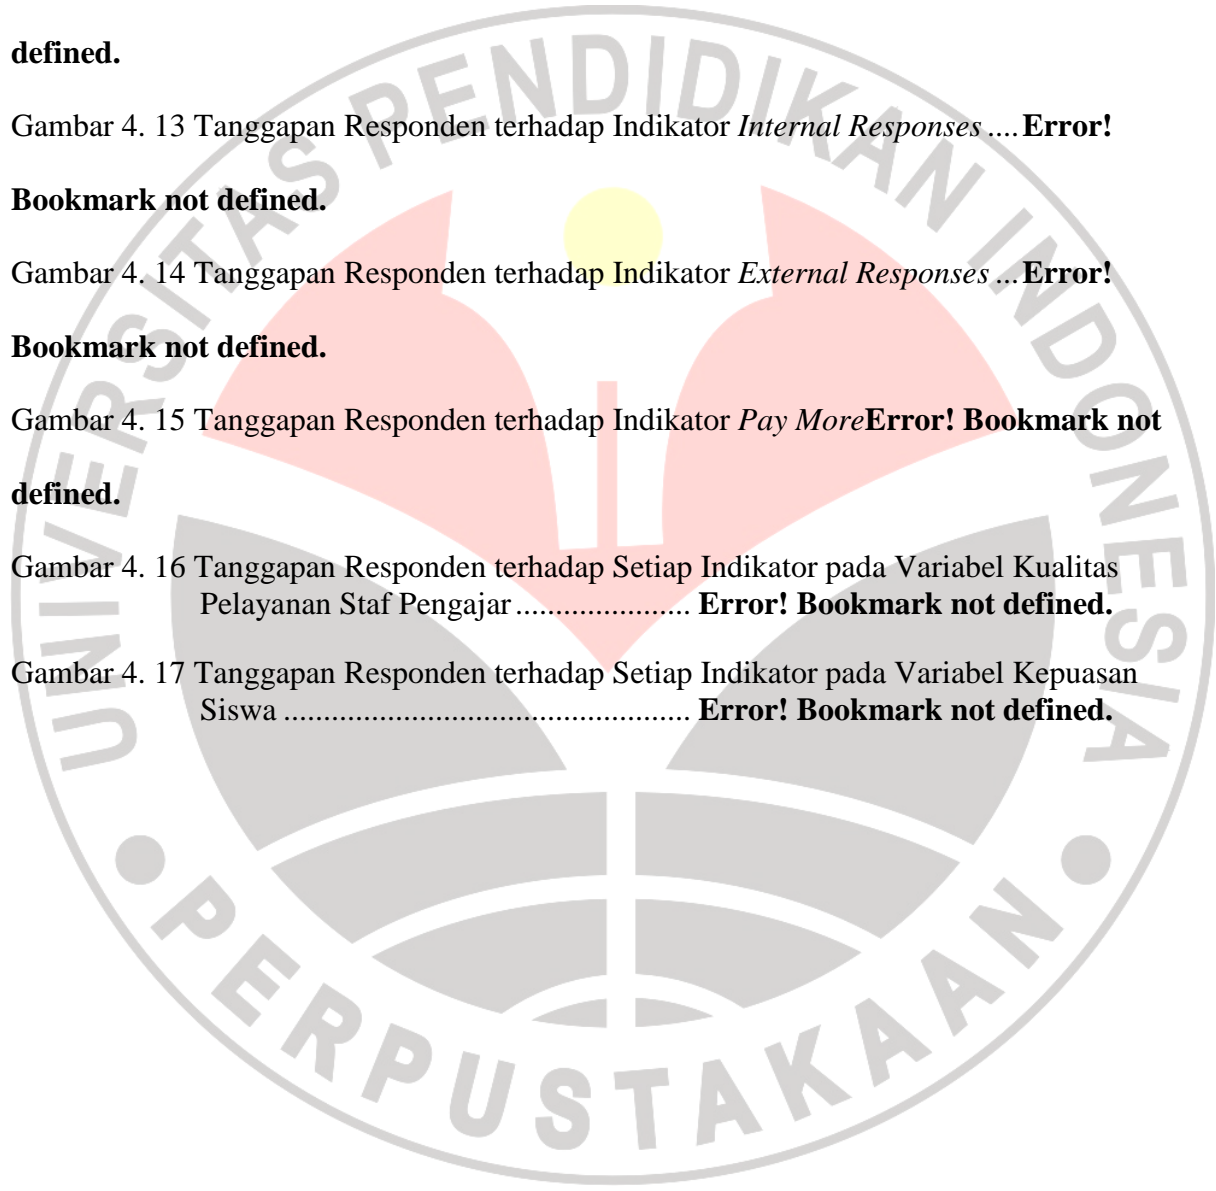 defined.
Gambar 4. 13 Tanggapan Responden terhadap Indikator Internal Responses ....Error!
Bookmark not defined.
Gambar 4. 14 Tanggapan Responden terhadap Indikator External Responses ...Error!
Bookmark not defined.
Gambar 4. 15 Tanggapan Responden terhadap Indikator Pay MoreError! Bookmark not
defined.
Gambar 4. 16 Tanggapan Responden terhadap Setiap Indikator pada Variabel Kualitas
Pelayanan Staf Pengajar ...................... Error! Bookmark not defined.
Gambar 4. 17 Tanggapan Responden terhadap Setiap Indikator pada Variabel Kepuasan
Siswa ...................................................... Error! Bookmark not defined.
UNIVERSITAS PENDIDIKAN INDONESIA
PERPUSTAKAAN